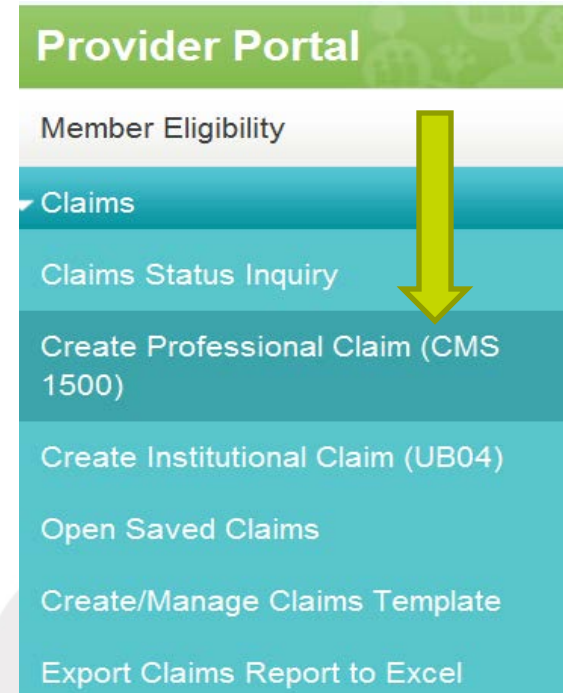 Provider Portal
Member Eligibility
Claims
Claims Status Inquiry
Create Professional Claim (CMS
1500)
Create Institutional Claim (UB04)
Open Saved Claims
Create/Manage Claims Template
Export Claims Report to Excel